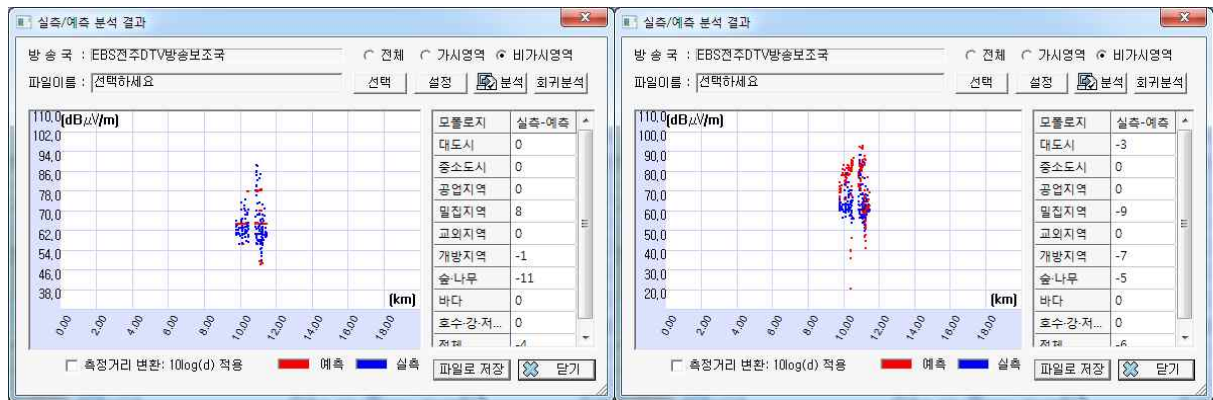 실측/예측 분석 결과
방 송 국 : EBS전주DTV방송보조국
전체 가시영역 비가시영역
파일이름 : 선택하세요
선택 설정 분석 회귀분석
110,0 (dBμV/m)
102,0
94,0
86,0
78,0
70,0
62,0
54,0
46,0
38,0
(km)
0,00 2,00 4,00 6,00 8,00 10,00 12,00 14,00 16,00 18,00
모폴로지 실측-예측
대도시 0
중소도시 0
공업지역 0
밀집지역 8
교외지역 0
개방지역 -1
숲·나무 -11
바다 0
호수·강·저... 0
전체 -4
측정거리 변환: 10log(d) 적용
예측 실측
파일로 저장 닫기
실측/예측 분석 결과
방 송 국 : EBS전주DTV방송보조국
전체 가시영역 비가시영역
파일이름 : 선택하세요
선택 설정 분석 회귀분석
110,0 (dBμV/m)
100,0
90,0
80,0
70,0
60,0
50,0
40,0
30,0
20,0
(km)
0,00 2,00 4,00 6,00 8,00 10,00 12,00 14,00 16,00 18,00
모폴로지 실측-예측
대도시 -3
중소도시 0
공업지역 0
밀집지역 -9
교외지역 0
개방지역 -7
숲·나무 -5
바다 0
호수·강·저... 0
전체 -6
측정거리 변환: 10log(d) 적용
예측 실측
파일로 저장 닫기